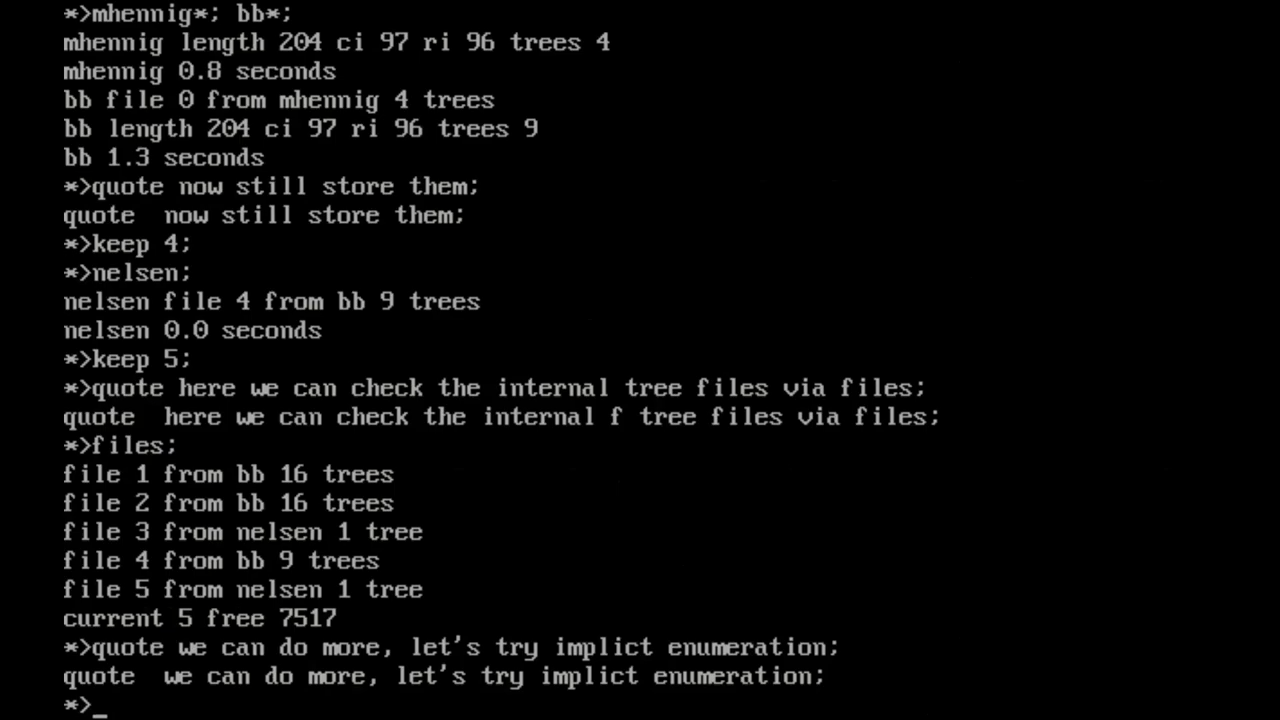 *>mhennig*; bb*;
mhennig length 204 ci 97 ri 96 trees 4
mhennig 0.8 seconds
bb file 0 from mhennig 4 trees
bb length 204 ci 97 ri 96 trees 9
bb 1.3 seconds
*>quote now still store them;
quote  now still store them;
*>keep 4;
*>nelsen;
nelsen file 4 from bb 9 trees
nelsen 0.0 seconds
*>keep 5;
*>quote here we can check the internal tree files via files;
quote  here we can check the internal f tree files via files;
*>files;
file 1 from bb 16 trees
file 2 from bb 16 trees
file 3 from nelsen 1 tree
file 4 from bb 9 trees
file 5 from nelsen 1 tree
current 5 free 7517
*>quote we can do more, let's try implict enumeration;
quote  we can do more, let's try implict enumeration;
*>_